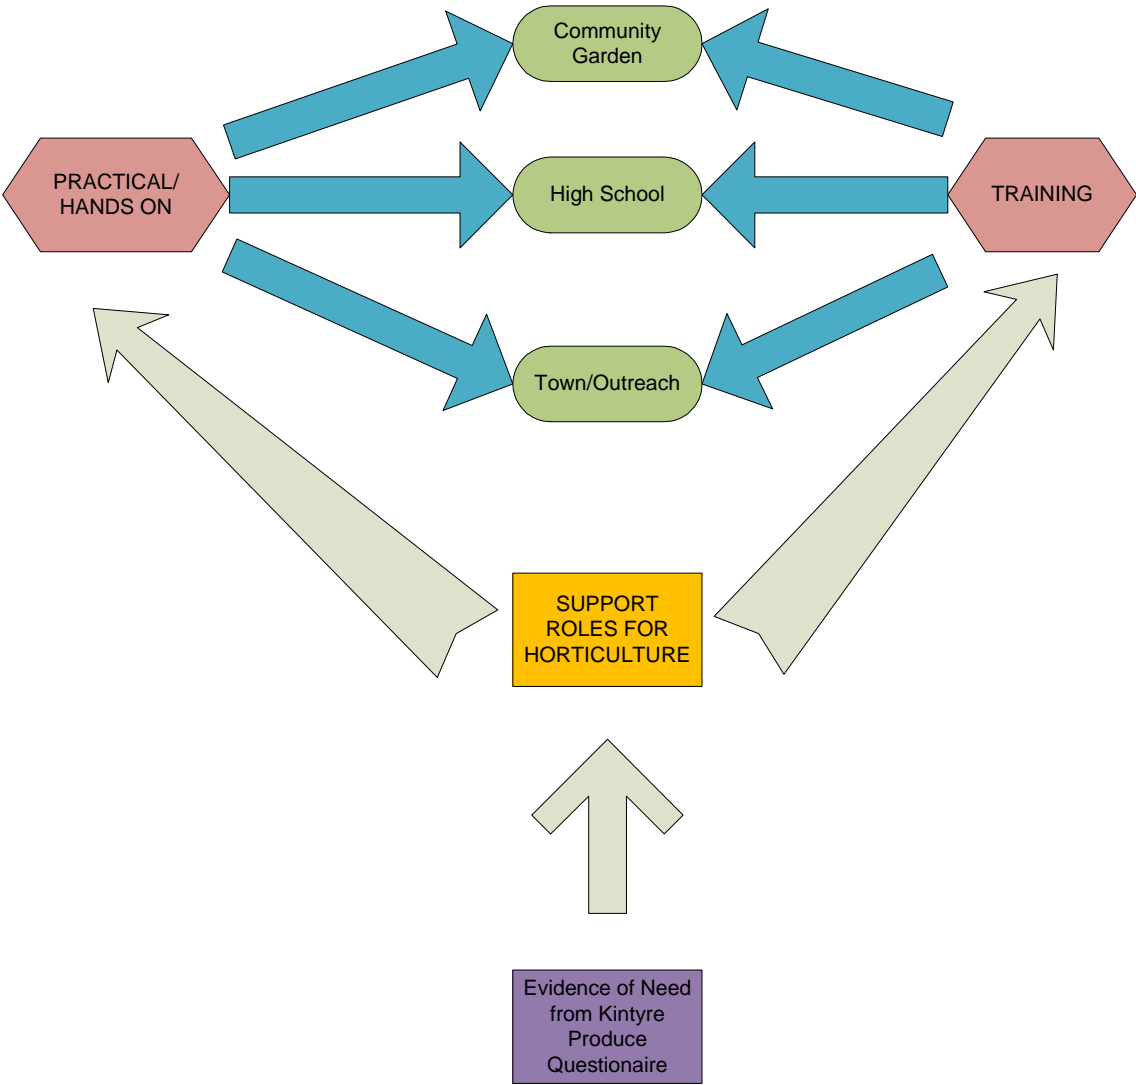 Community
Garden
PRACTICAL/
HANDS ON
High School
TRAINING
Town/Outreach
SUPPORT
ROLES FOR
HORTICULTURE
Evidence of Need
from Kintyre
Produce
Questionaire